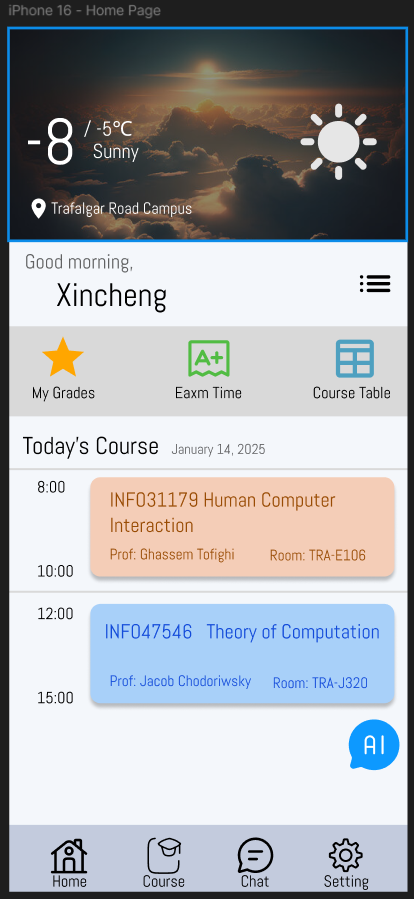 iPhone 16 - Home Page
-8 / -5℃
Sunny
Trafalgar Road Campus
Good morning,
Xincheng
My Grades
A+
Eaxm Time
Course Table
Today's Course January 14, 2025
8:00
INFO31179 Human Computer
Interaction
Prof: Ghassem Tofighi Room: TRA-E106
10:00
12:00
INFO47546 Theory of Computation
Prof: Jacob Chodoriwsky Room: TRA-J320
15:00
AI
Home
Course
Chat
Setting